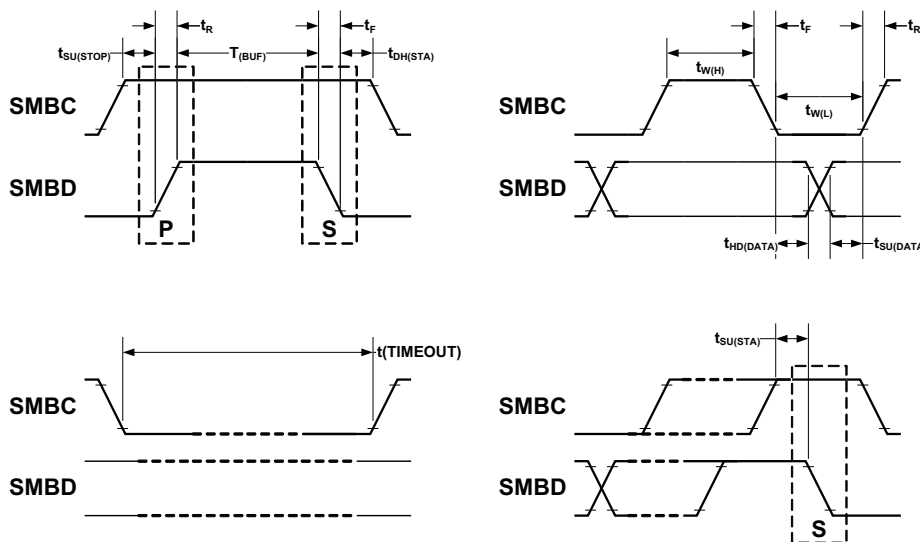 tR
tF
tSU(STOP)
T(BUF)
tDH(STA)
SMBC
SMBD
P
S
tF
tR
tW(H)
tW(L)
SMBC
SMBD
tHD(DATA)
tSU(DATA
t(TIMEOUT)
SMBC
SMBD
tSU(STA)
SMBC
SMBD
S